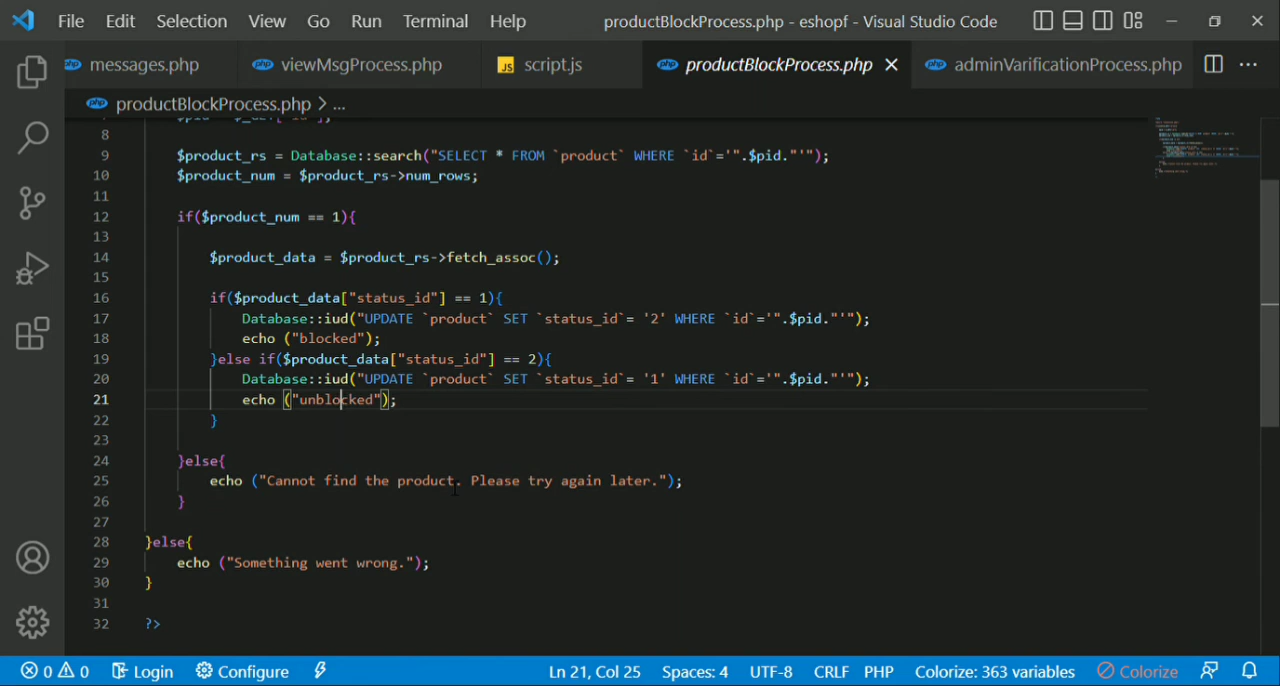 File Edit Selection View Go Run Terminal Help productBlockProcess.php - eshopf - Visual Studio Code
php messages.php php viewMsgProcess.php JS script.js php productBlockProcess.php php adminVarificationProcess.php
php productBlockProcess.php > ...
8
9 $product_rs = Database::search("SELECT * FROM `product` WHERE `id`='".$pid."'");
10 $product_num = $product_rs->num_rows;
11
12 if($product_num == 1){
13
14 $product_data = $product_rs->fetch_assoc();
15
16 if($product_data["status_id"] == 1){
17 Database::iud("UPDATE `product` SET `status_id`= '2' WHERE `id`='".$pid."'");
18 echo ("blocked");
19 }else if($product_data["status_id"] == 2){
20 Database::iud("UPDATE `product` SET `status_id`= '1' WHERE `id`='".$pid."'");
21 echo ("unblocked");
22 }
23
24 }else{
25 echo ("Cannot find the product. Please try again later.");
26 }
27
28 }else{
29 echo ("Something went wrong.");
30 }
31
32 ?>
0 0 Login Configure Ln 21, Col 25 Spaces: 4 UTF-8 CRLF PHP Colorize: 363 variables Colorize